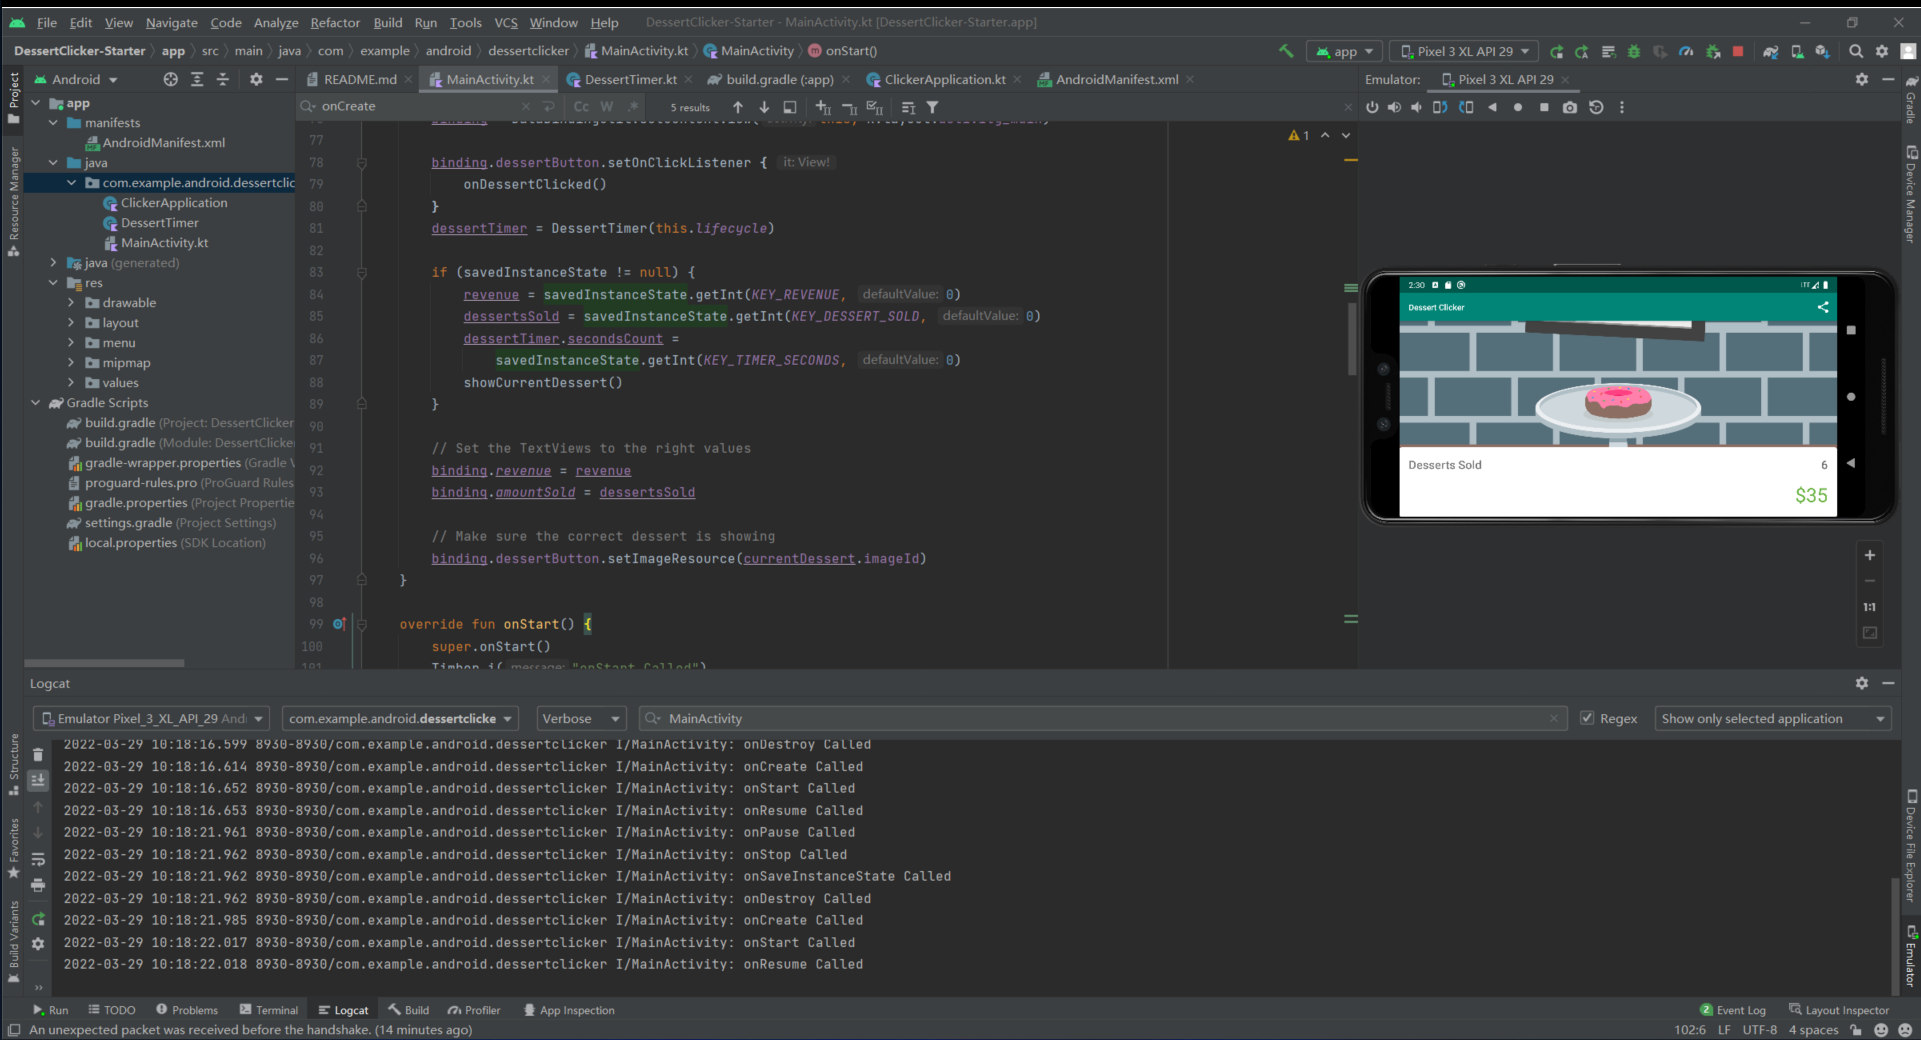 File Edit View Navigate Code Analyze Refactor Build Run Tools VCS Window Help DessertClicker-Starter - MainActivity.kt [DessertClicker-Starter.app]
DessertClicker-Starter app src main java com example android dessertclicker MainActivity.kt MainActivity onStart() app Pixel 3 XL API 29
Project
Resource Manager
Structure
Favorites
Build Variants
Android
app
manifests
AndroidManifest.xml
java
com.example.android.dessertclic
ClickerApplication
DessertTimer
MainActivity.kt
java (generated)
res
drawable
layout
menu
mipmap
values
Gradle Scripts
build.gradle (Project: DessertClicker
build.gradle (Module: DessertClicke
gradle-wrapper.properties (Gradle V
proguard-rules.pro (ProGuard Rules
gradle.properties (Project Propertie
settings.gradle (Project Settings)
local.properties (SDK Location)
README.md MainActivity.kt DessertTimer.kt build.gradle (:app) ClickerApplication.kt AndroidManifest.xml
onCreate Cc W .* 5 results
1
77
78 binding.dessertButton.setOnClickListener { it: View!
79 onDessertClicked()
80 }
81 dessertTimer = DessertTimer(this.lifecycle)
82
83 if (savedInstanceState != null) {
84 revenue = savedInstanceState.getInt(KEY_REVENUE, defaultValue: 0)
85 dessertsSold = savedInstanceState.getInt(KEY_DESSERT_SOLD, defaultValue: 0)
86 dessertTimer.secondsCount =
87 savedInstanceState.getInt(KEY_TIMER_SECONDS, defaultValue: 0)
88 showCurrentDessert()
89 }
90
91 // Set the TextViews to the right values
92 binding.revenue = revenue
93 binding.amountSold = dessertsSold
94
95 // Make sure the correct dessert is showing
96 binding.dessertButton.setImageResource(currentDessert.imageId)
97 }
98
99 override fun onStart() {
100 super.onStart()
101 Timber.i( message: "onStart Called")
Emulator: Pixel 3 XL API 29
2:30 LTE
Dessert Clicker
Desserts Sold 6
$35
1:1
Gradle
Device Manager
Device File Explorer
Emulator
Logcat
Emulator Pixel_3_XL_API_29 Andr com.example.android.dessertclicke Verbose MainActivity Regex Show only selected application
2022-03-29 10:18:16.599 8930-8930/com.example.android.dessertclicker I/MainActivity: onDestroy Called
2022-03-29 10:18:16.614 8930-8930/com.example.android.dessertclicker I/MainActivity: onCreate Called
2022-03-29 10:18:16.652 8930-8930/com.example.android.dessertclicker I/MainActivity: onStart Called
2022-03-29 10:18:16.653 8930-8930/com.example.android.dessertclicker I/MainActivity: onResume Called
2022-03-29 10:18:21.961 8930-8930/com.example.android.dessertclicker I/MainActivity: onPause Called
2022-03-29 10:18:21.962 8930-8930/com.example.android.dessertclicker I/MainActivity: onStop Called
2022-03-29 10:18:21.962 8930-8930/com.example.android.dessertclicker I/MainActivity: onSaveInstanceState Called
2022-03-29 10:18:21.962 8930-8930/com.example.android.dessertclicker I/MainActivity: onDestroy Called
2022-03-29 10:18:21.985 8930-8930/com.example.android.dessertclicker I/MainActivity: onCreate Called
2022-03-29 10:18:22.017 8930-8930/com.example.android.dessertclicker I/MainActivity: onStart Called
2022-03-29 10:18:22.018 8930-8930/com.example.android.dessertclicker I/MainActivity: onResume Called
Run TODO Problems Terminal Logcat Build Profiler App Inspection 2 Event Log Layout Inspector
An unexpected packet was received before the handshake. (14 minutes ago) 102:6 LF UTF-8 4 spaces